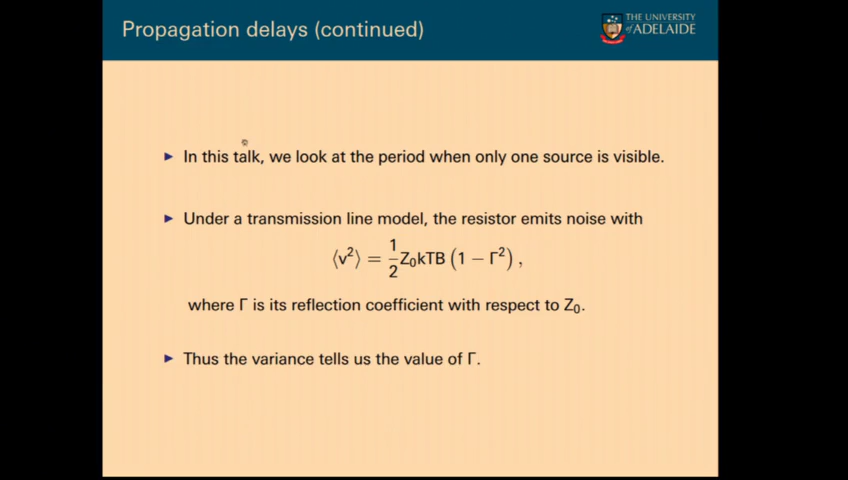 Propagation delays (continued)
THE UNIVERSITY
of ADELAIDE
▶ In this talk, we look at the period when only one source is visible.
▶ Under a transmission line model, the resistor emits noise with
⟨v²⟩ = 1/2 Z₀kTB (1 − Γ²) ,
where Γ is its reflection coefficient with respect to Z₀.
▶ Thus the variance tells us the value of Γ.